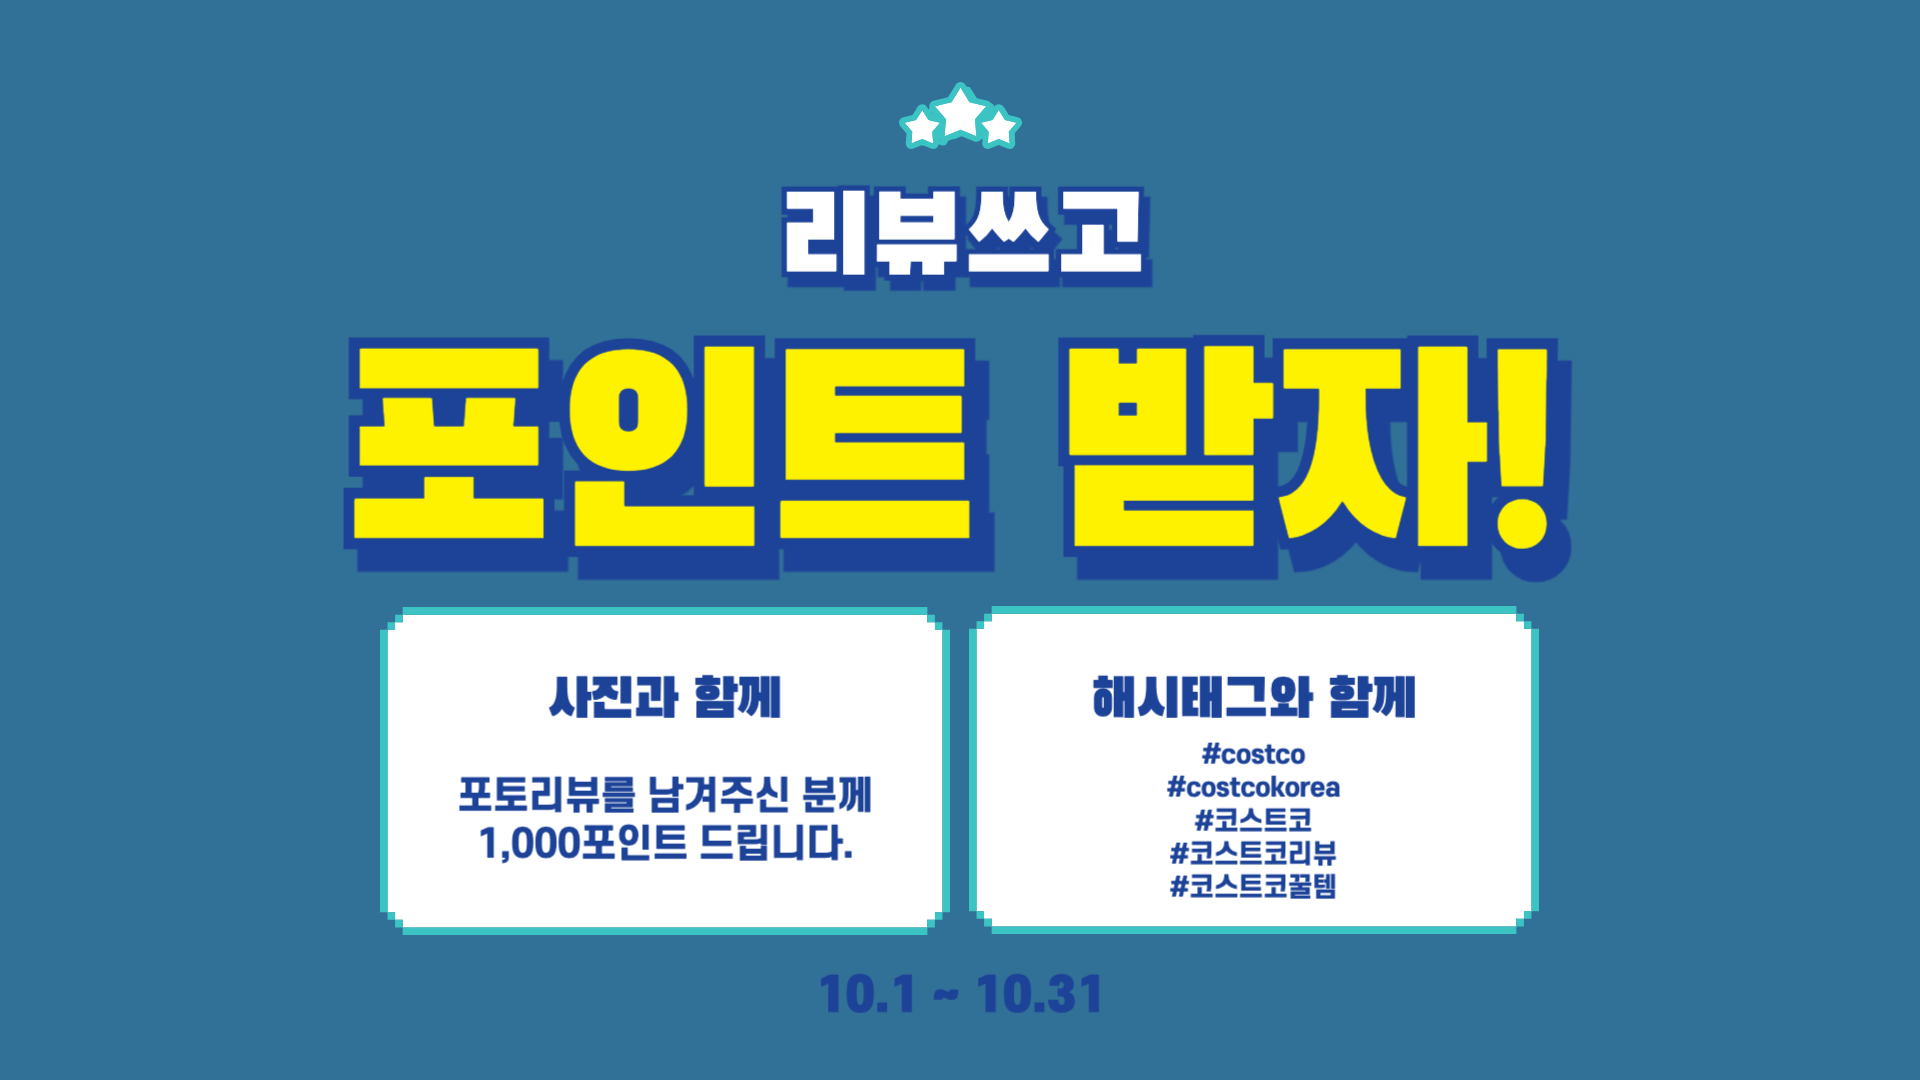 리뷰쓰고
포인트 받자!
사진과 함께
포토리뷰를 남겨주신 분께
1,000포인트 드립니다.
해시태그와 함께
#costco
#costcokorea
#코스트코
#코스트코리뷰
#코스트코꿀템
10.1 ~ 10.31